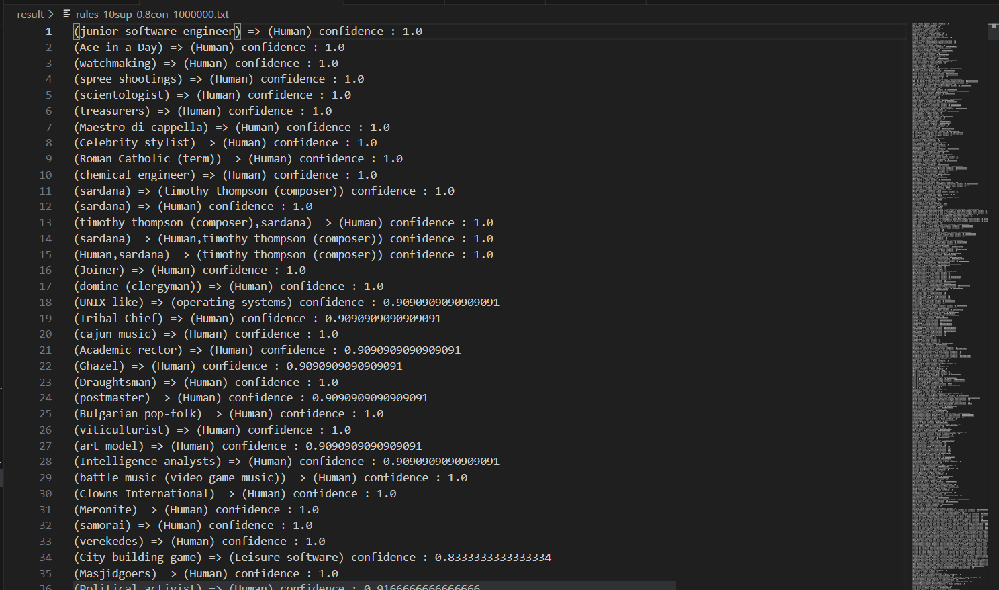 result > rules_10sup_0.8con_1000000.txt
1 (junior software engineer) => (Human) confidence : 1.0
2 (Ace in a Day) => (Human) confidence : 1.0
3 (watchmaking) => (Human) confidence : 1.0
4 (spree shootings) => (Human) confidence : 1.0
5 (scientologist) => (Human) confidence : 1.0
6 (treasurers) => (Human) confidence : 1.0
7 (Maestro di cappella) => (Human) confidence : 1.0
8 (Celebrity stylist) => (Human) confidence : 1.0
9 (Roman Catholic (term)) => (Human) confidence : 1.0
10 (chemical engineer) => (Human) confidence : 1.0
11 (sardana) => (timothy thompson (composer)) confidence : 1.0
12 (sardana) => (Human) confidence : 1.0
13 (timothy thompson (composer),sardana) => (Human) confidence : 1.0
14 (sardana) => (Human,timothy thompson (composer)) confidence : 1.0
15 (Human,sardana) => (timothy thompson (composer)) confidence : 1.0
16 (Joiner) => (Human) confidence : 1.0
17 (domine (clergyman)) => (Human) confidence : 1.0
18 (UNIX-like) => (operating systems) confidence : 0.9090909090909091
19 (Tribal Chief) => (Human) confidence : 0.9090909090909091
20 (cajun music) => (Human) confidence : 1.0
21 (Academic rector) => (Human) confidence : 0.9090909090909091
22 (Ghazel) => (Human) confidence : 0.9090909090909091
23 (Draughtsman) => (Human) confidence : 1.0
24 (postmaster) => (Human) confidence : 0.9090909090909091
25 (Bulgarian pop-folk) => (Human) confidence : 1.0
26 (viticulturist) => (Human) confidence : 1.0
27 (art model) => (Human) confidence : 0.9090909090909091
28 (Intelligence analysts) => (Human) confidence : 0.9090909090909091
29 (battle music (video game music)) => (Human) confidence : 1.0
30 (Clowns International) => (Human) confidence : 1.0
31 (Meronite) => (Human) confidence : 1.0
32 (samorai) => (Human) confidence : 1.0
33 (verekedes) => (Human) confidence : 1.0
34 (City-building game) => (Leisure software) confidence : 0.8333333333333334
35 (Masjidgoers) => (Human) confidence : 1.0
36 (Political activist) => (Human) confidence : 0.9166666666666666